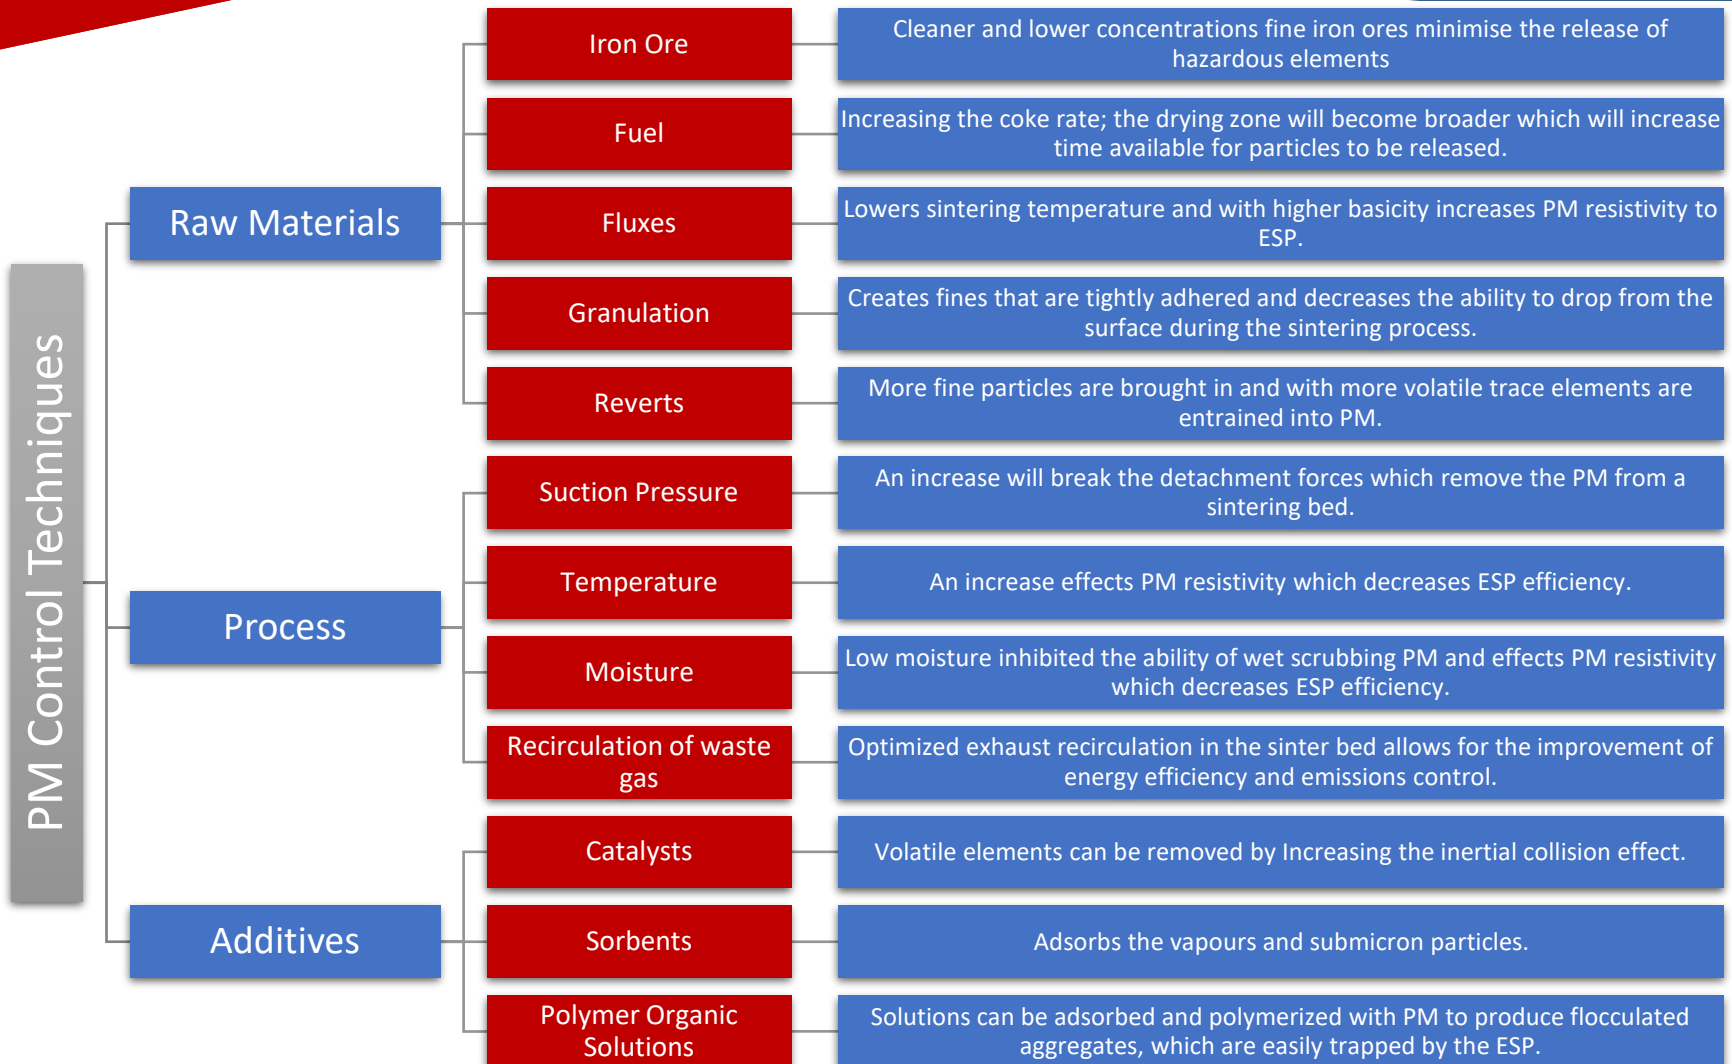 PM Control Techniques
Raw Materials
Iron Ore
Cleaner and lower concentrations fine iron ores minimise the release of
hazardous elements
Fuel
Increasing the coke rate; the drying zone will become broader which will increase
time available for particles to be released.
Fluxes
Lowers sintering temperature and with higher basicity increases PM resistivity to
ESP.
Granulation
Creates fines that are tightly adhered and decreases the ability to drop from the
surface during the sintering process.
Reverts
More fine particles are brought in and with more volatile trace elements are
entrained into PM.
Process
Suction Pressure
An increase will break the detachment forces which remove the PM from a
sintering bed.
Temperature
An increase effects PM resistivity which decreases ESP efficiency.
Moisture
Low moisture inhibited the ability of wet scrubbing PM and effects PM resistivity
which decreases ESP efficiency.
Recirculation of waste
gas
Optimized exhaust recirculation in the sinter bed allows for the improvement of
energy efficiency and emissions control.
Additives
Catalysts
Volatile elements can be removed by Increasing the inertial collision effect.
Sorbents
Adsorbs the vapours and submicron particles.
Polymer Organic
Solutions
Solutions can be adsorbed and polymerized with PM to produce flocculated
aggregates, which are easily trapped by the ESP.